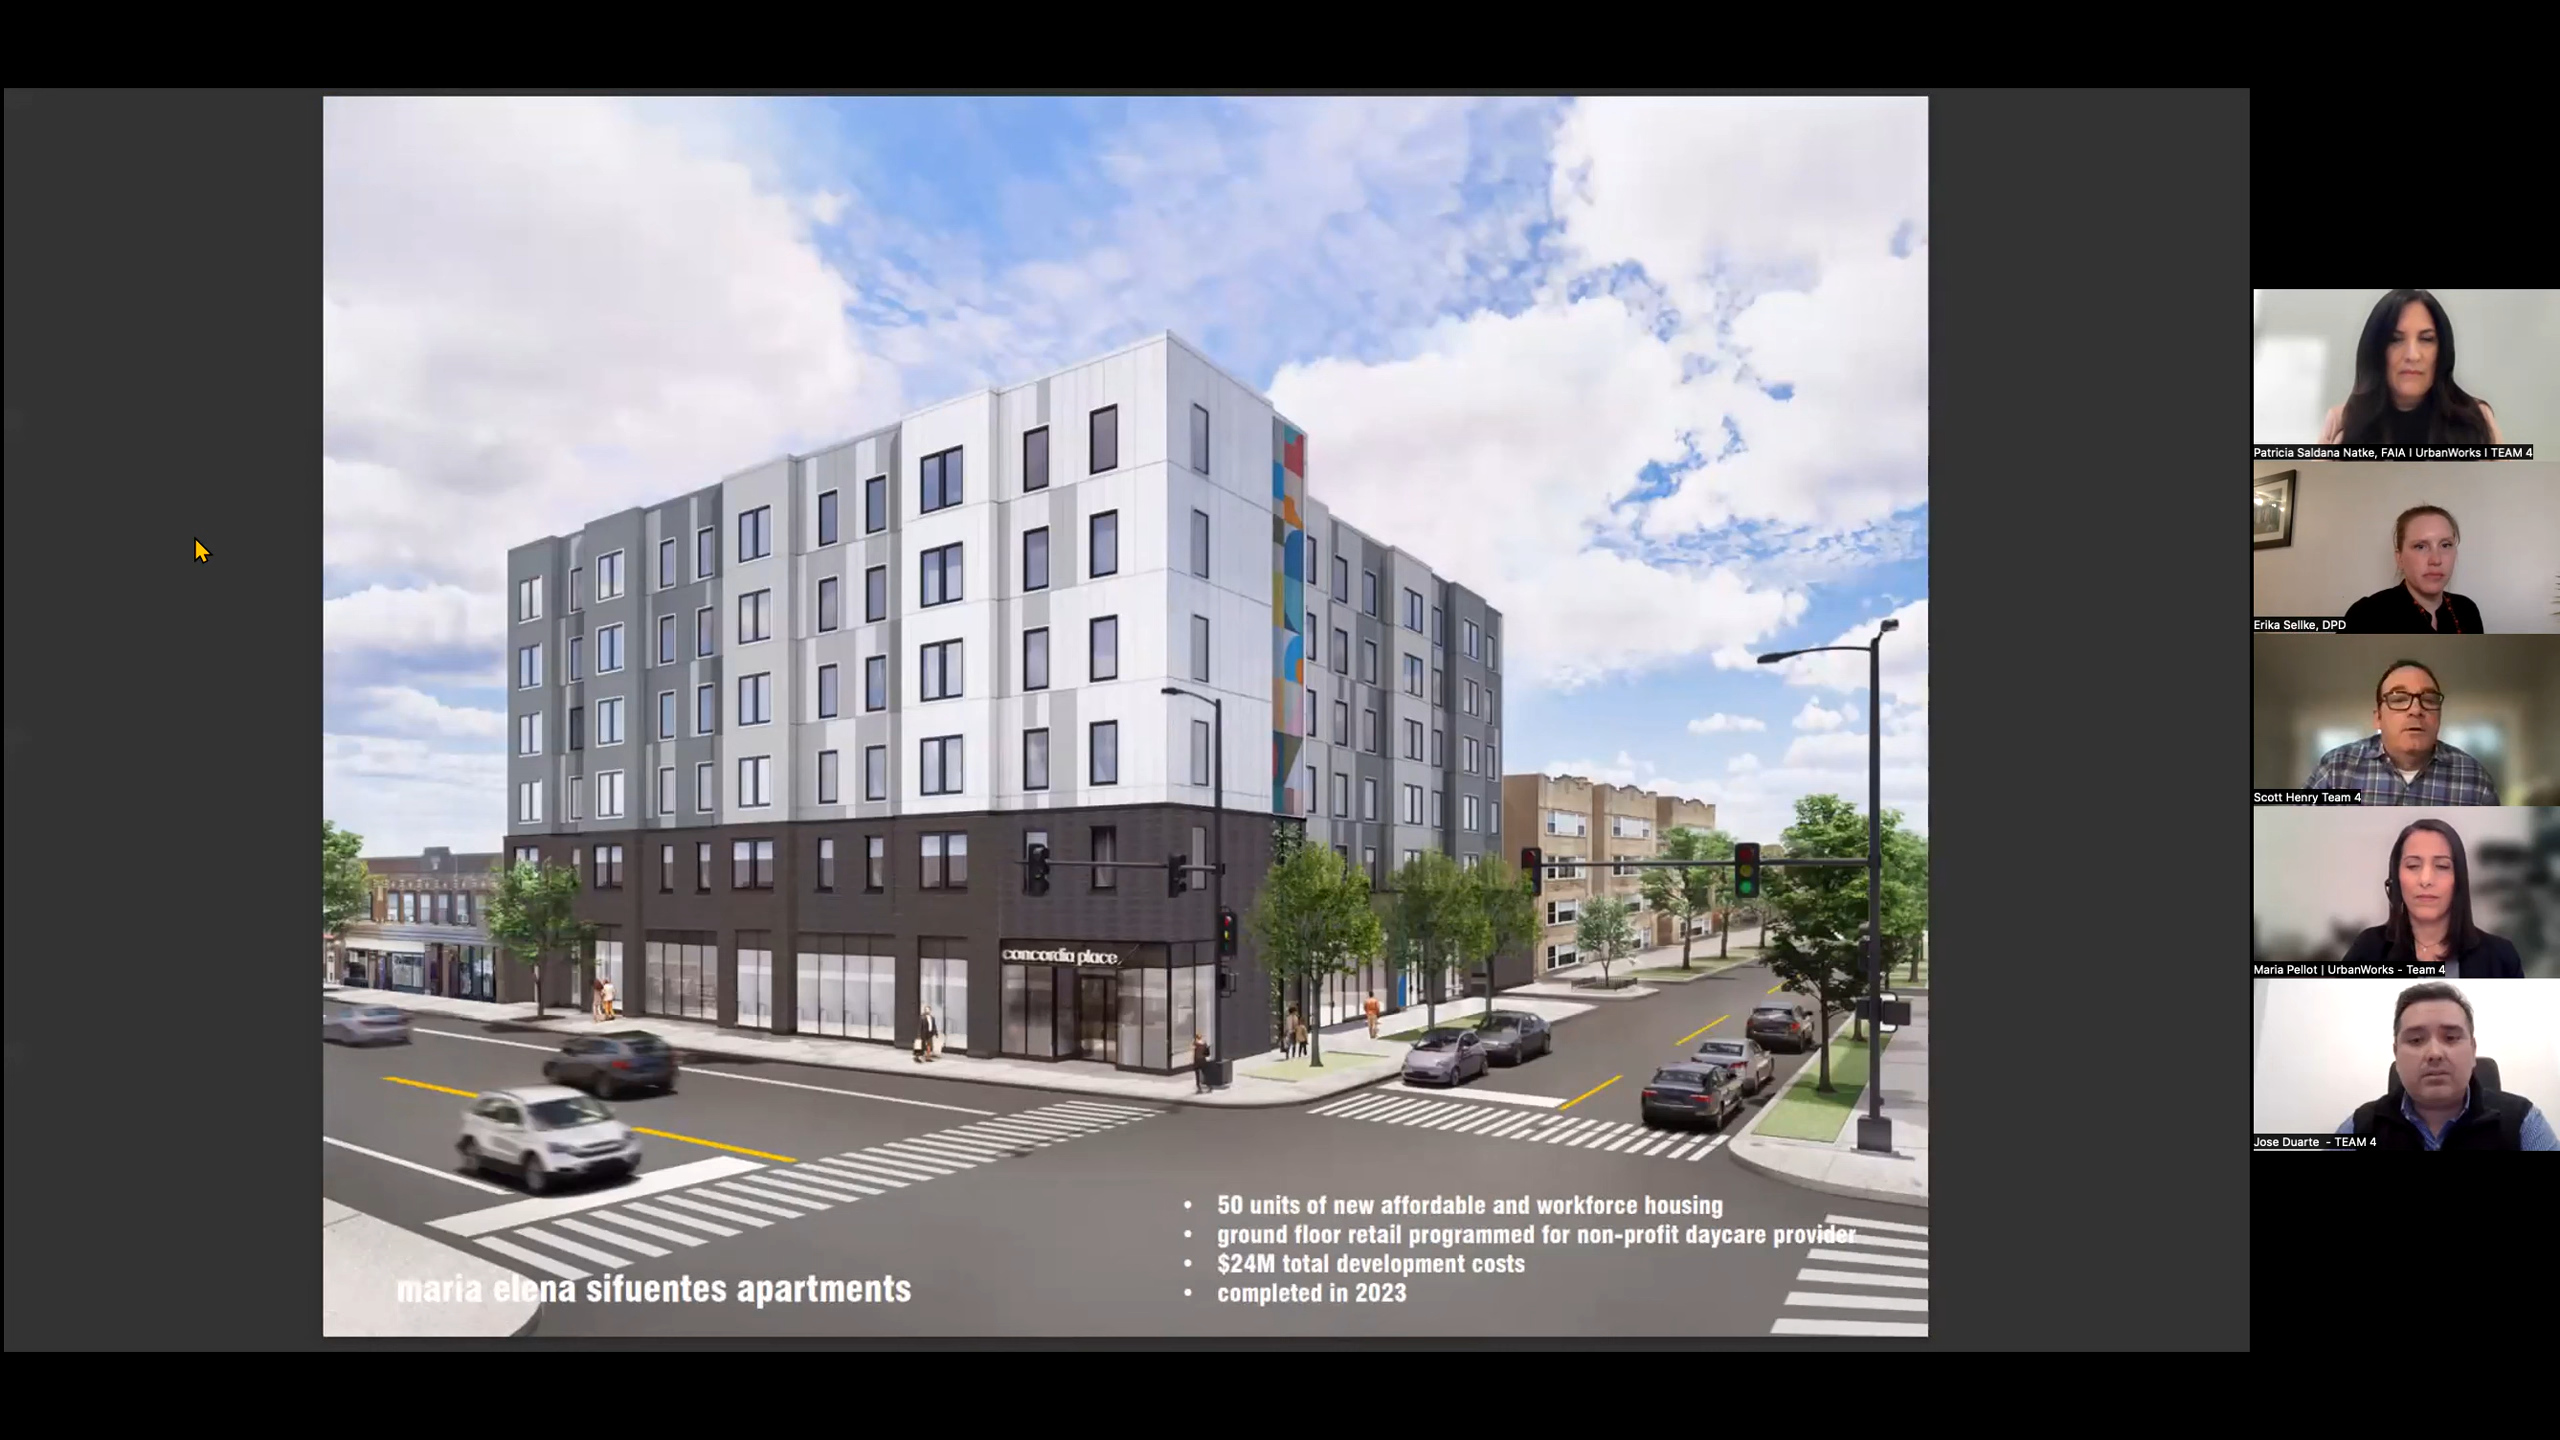 concordia place
maria elena sifuentes apartments
• 50 units of new affordable and workforce housing
• ground floor retail programmed for non-profit daycare provider
• $24M total development costs
• completed in 2023
Patricia Saldana Natke, FAIA I UrbanWorks I TEAM 4
Erika Sellke, DPD
Scott Henry Team 4
Maria Pellot | UrbanWorks - Team 4
Jose Duarte - TEAM 4